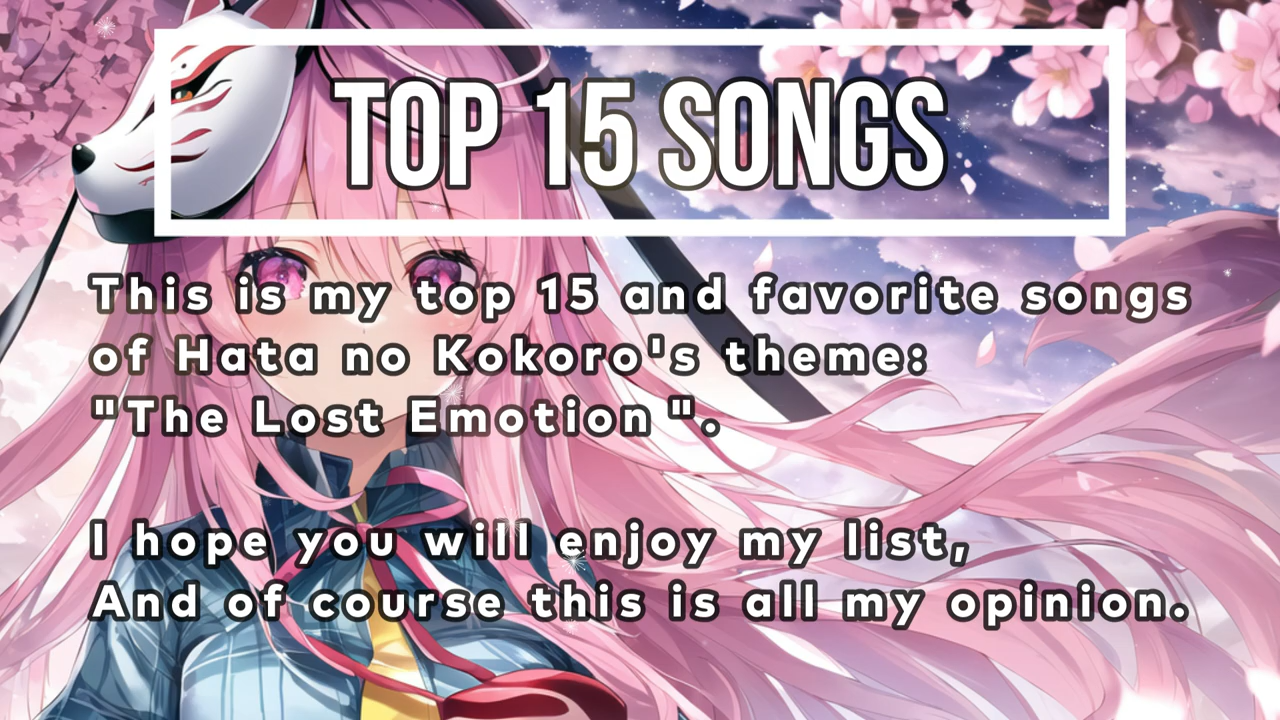 TOP 15 SONGS
This is my top 15 and favorite songs
of Hata no Kokoro's theme:
"The Lost Emotion ".
I hope you will enjoy my list,
And of course this is all my opinion.